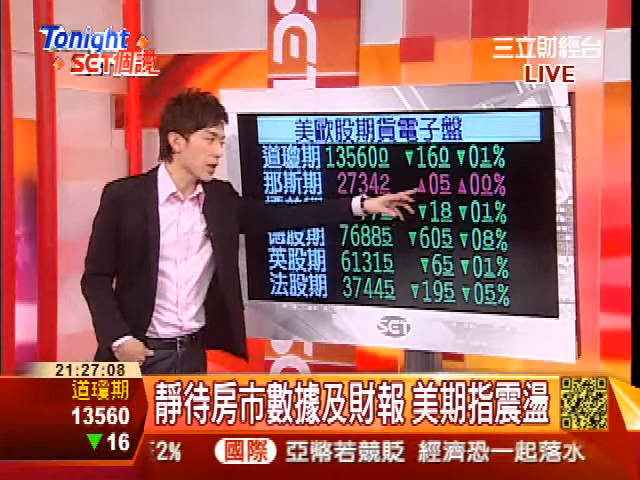 Tonight
SET個講
三立財經台
LIVE
美歐股期貨電子盤
道瓊期 13560.0 ▼16.0 ▼0.1%
那斯期 2734.2 ▲0.5 ▲0.0%
▼1.8 ▼0.1%
德股期 7688.5 ▼60.5 ▼0.8%
英股期 6131.5 ▼6.5 ▼0.1%
法股期 3744.5 ▼19.5 ▼0.5%
SET
21:27:08
道瓊期
13560
▼16
靜待房市數據及財報 美期指震盪
2% 國際 亞幣若競貶 經濟恐一起落水